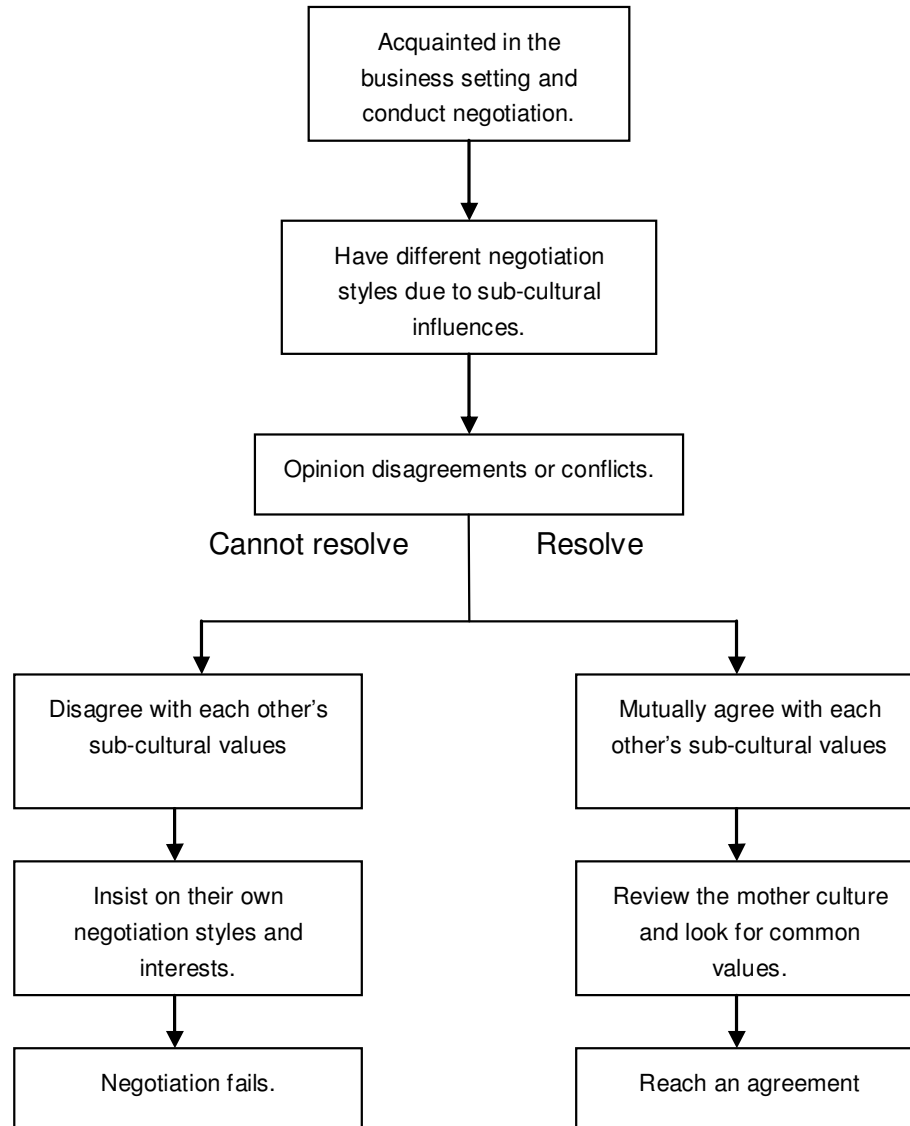 Acquainted in the
business setting and
conduct negotiation.
Have different negotiation
styles due to sub-cultural
influences.
Opinion disagreements or conflicts.
Cannot resolve
Resolve
Disagree with each other’s
sub-cultural values
Insist on their own
negotiation styles and
interests.
Negotiation fails.
Mutually agree with each
other’s sub-cultural values
Review the mother culture
and look for common
values.
Reach an agreement